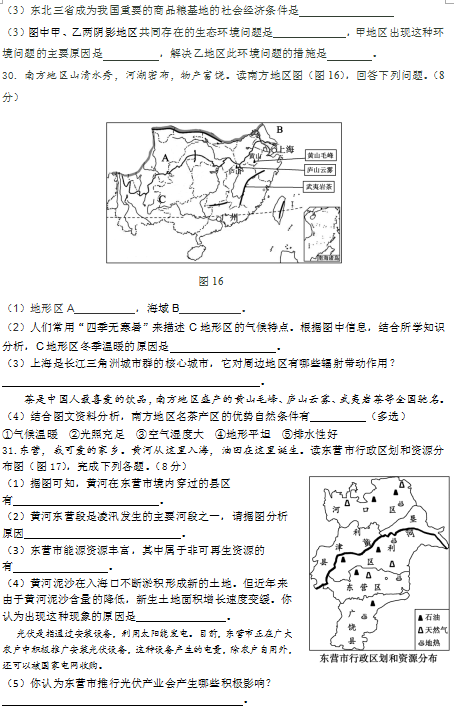 （3）东北三省成为我国重要的商品粮基地的社会经济条件是____________
（3）图中甲、乙两阴影地区共同存在的生态环境问题是____________，甲地区出现这种环
境问题的主要原因是__________，解决乙地区此环境问题的措施是________。
30．南方地区山清水秀，河湖密布，物产富饶。读南方地区图（图16），回答下列问题。（8
分）
B
上海
A
黄山
黄山毛峰
庐山
庐山云雾
武夷岩茶
C
广州
南海诸岛
图 16
（1）地形区A__________，海域B__________。
（2）人们常用“四季无寒暑”来描述C地形区的气候特点。根据图中信息，结合所学知识
分析，C地形区冬季温暖的原因是________________。
（3）上海是长江三角洲城市群的核心城市，它对周边地区有哪些辐射带动作用？
____________________________________________。
茶是中国人最喜爱的饮品，南方地区盛产的黄山毛峰、庐山云雾、武夷岩茶等全国驰名。
（4）结合图文资料分析，南方地区名茶产区的优势自然条件有__________（多选）
①气候温暖 ②光照充足 ③空气湿度大 ④地形平坦 ⑤排水性好
31.东营，我可爱的家乡。黄河从这里入海，油田在这里诞生。读东营市行政区划和资源分
布图（图17），完成下列各题。（8分）
（1）据图可知，黄河在东营市境内穿过的县区
有________________________。
（2）黄河东营段是凌汛发生的主要河段之一，请据图分析
原因________________________。
（3）东营市能源资源丰富，其中属于非可再生资源的
有________________。
（4）黄河泥沙在入海口不断淤积形成新的土地。但近年来
由于黄河泥沙含量的降低，新生土地面积增长速度变缓。你
认为出现这种现象的原因是________________。
光伏是指通过安装设备，利用太阳能发电。目前，东营市正在广大
农户中积极推广安装光伏设备。这种设备产生的电量，除农户自用外，
还可以被国家电网收购。
（5）你认为东营市推行光伏产业会产生哪些积极影响？
________________________________________。
河口区
垦利区
利津县
黄河
东营区
广饶县
石油
天然气
地热
东营市行政区划和资源分布